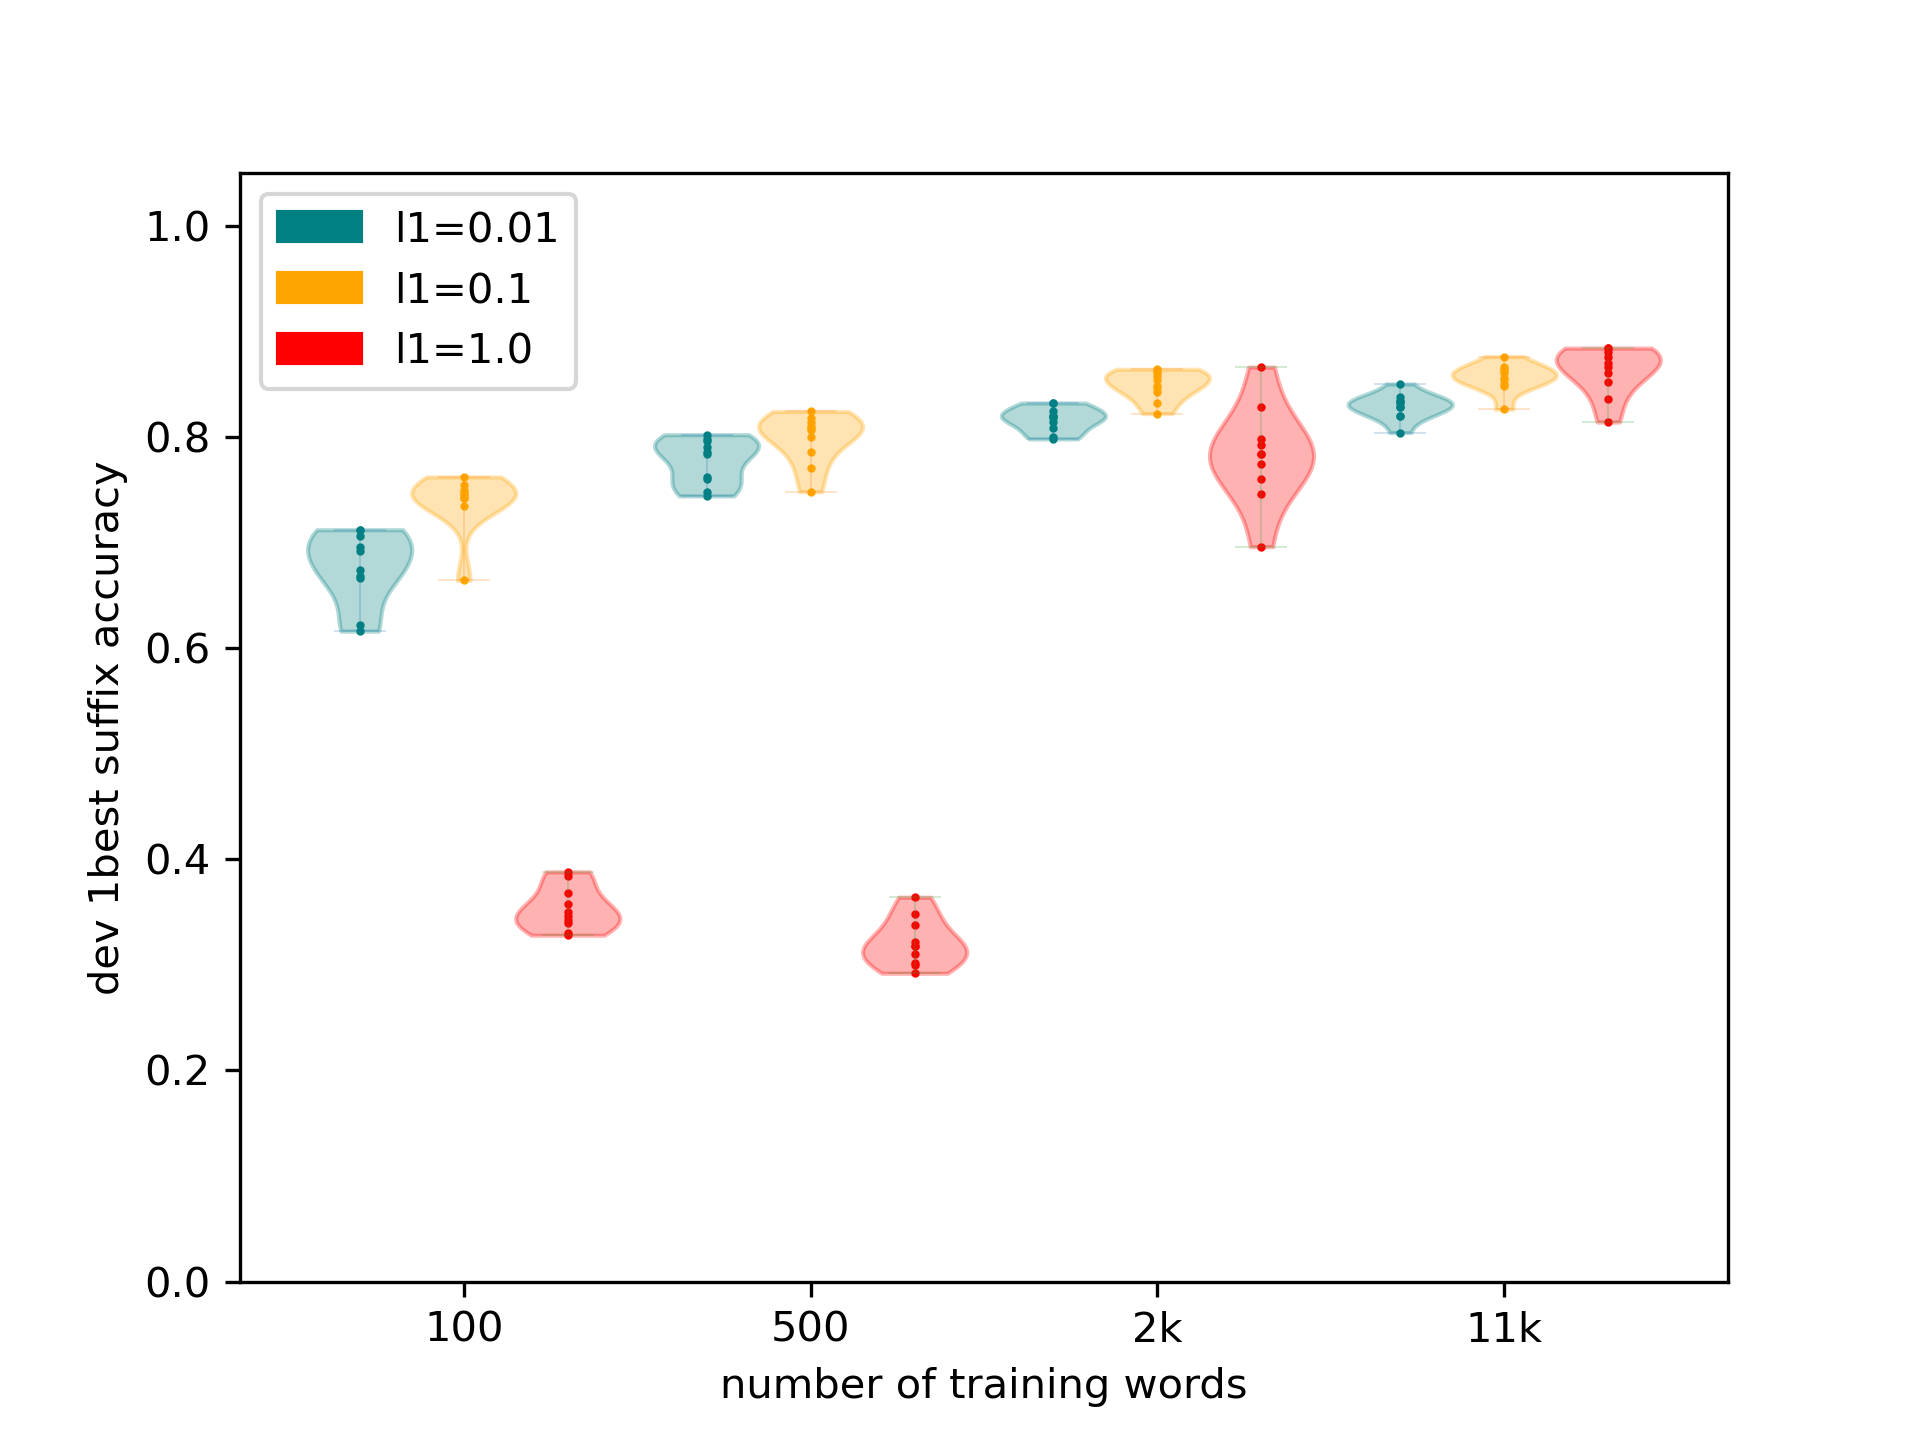 l1=0.01
l1=0.1
l1=1.0
1.0
0.8
0.6
0.4
0.2
0.0
dev 1best suffix accuracy
100 500 2k 11k
number of training words